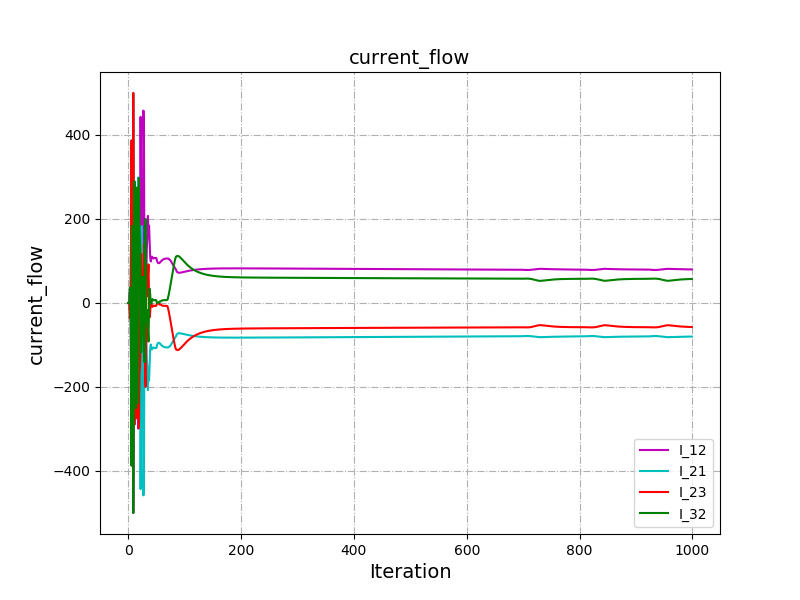 current_flow
current_flow
400
200
0
−200
−400
0
200
400
600
800
1000
Iteration
I_12
I_21
I_23
I_32